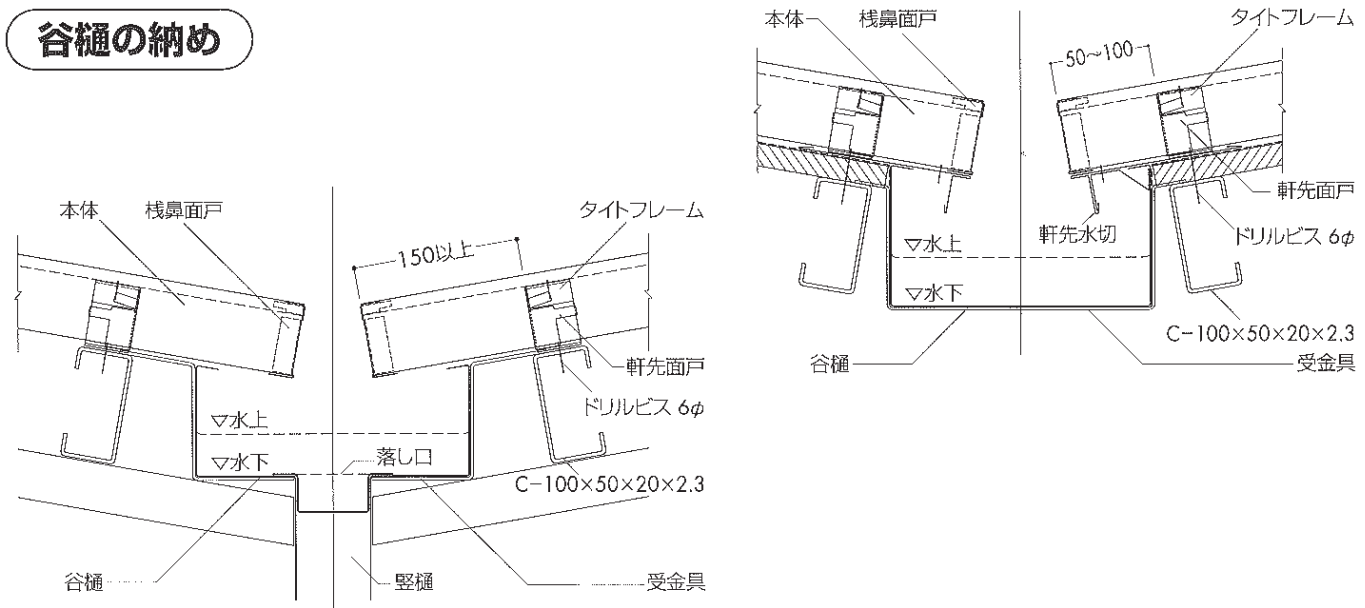 谷樋の納め
本体
桟鼻面戸
タイトフレーム
150以上
軒先面戸
ドリルビス 6φ
▽水上
▽水下
落し口
C-100×50×20×2.3
谷樋
竪樋
受金具
本体
桟鼻面戸
タイトフレーム
50~100
軒先面戸
軒先水切
ドリルビス 6φ
▽水上
▽水下
C-100×50×20×2.3
谷樋
受金具